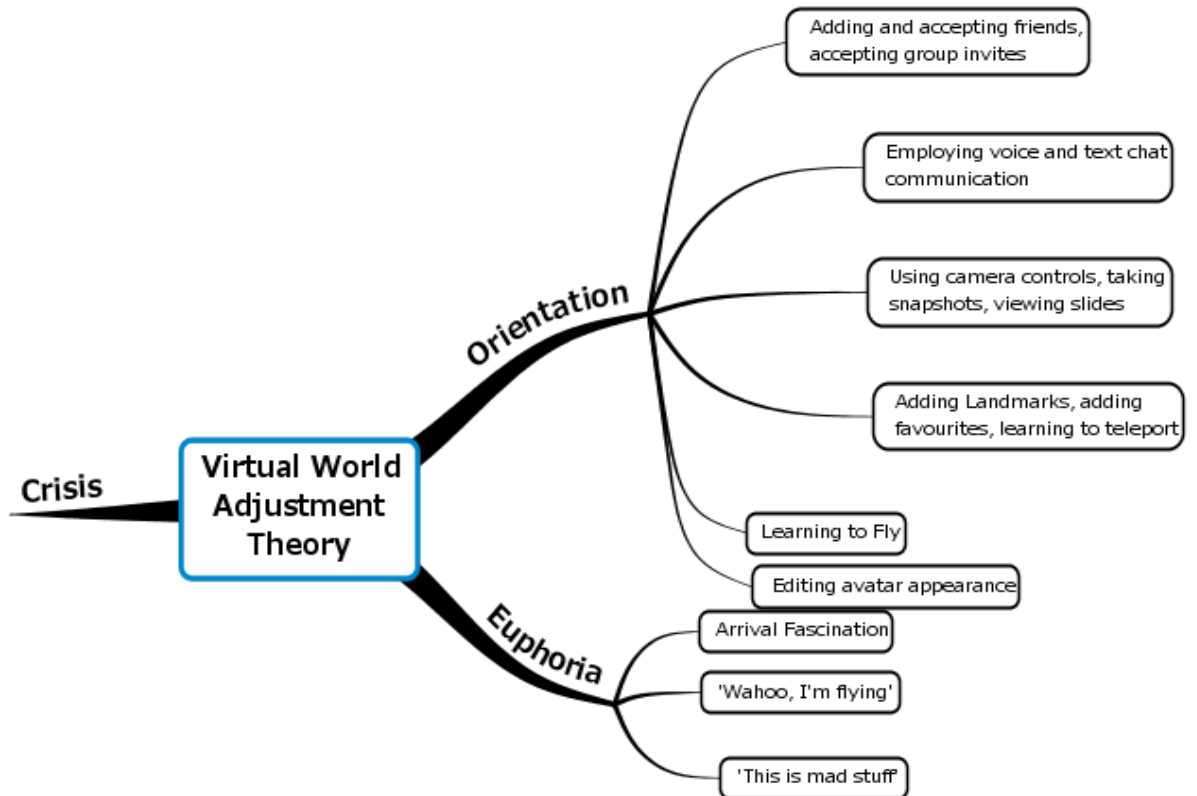 Adding and accepting friends,
accepting group invites
Employing voice and text chat
communication
Using camera controls, taking
snapshots, viewing slides
Orientation
Adding Landmarks, adding
favourites, learning to teleport
Crisis
Virtual World
Adjustment
Theory
Learning to Fly
Editing avatar appearance
Euphoria
Arrival Fascination
'Wahoo, I'm flying'
'This is mad stuff'